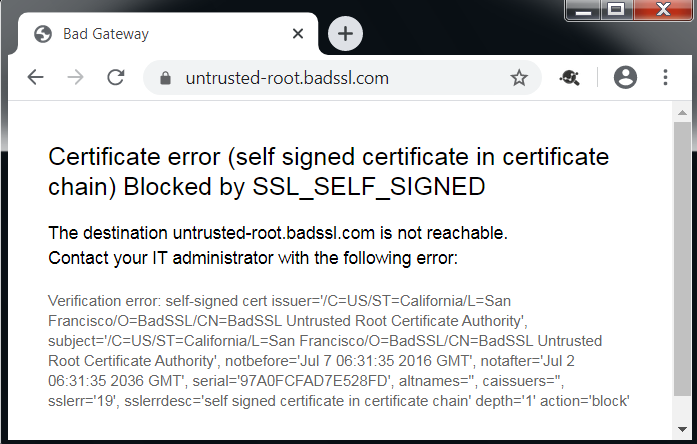 Bad Gateway
untrusted-root.badssl.com
Certificate error (self signed certificate in certificate
chain) Blocked by SSL_SELF_SIGNED
The destination untrusted-root.badssl.com is not reachable.
Contact your IT administrator with the following error:
Verification error: self-signed cert issuer='/C=US/ST=California/L=San
Francisco/O=BadSSL/CN=BadSSL Untrusted Root Certificate Authority',
subject='/C=US/ST=California/L=San Francisco/O=BadSSL/CN=BadSSL Untrusted
Root Certificate Authority', notbefore='Jul 7 06:31:35 2016 GMT', notafter='Jul 2
06:31:35 2036 GMT', serial='97A0FCFAD7E528FD', altnames='', caissuers='',
sslerr='19', sslerrdesc='self signed certificate in certificate chain' depth='1' action='block'